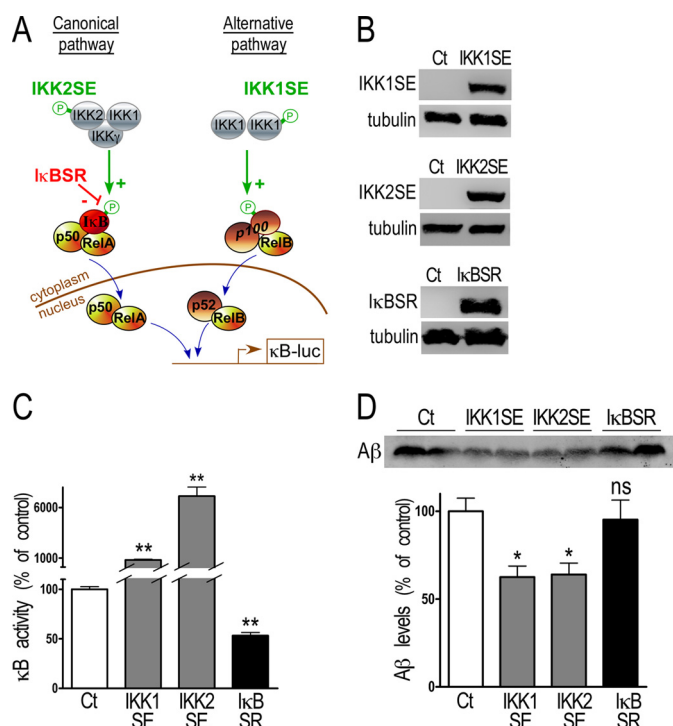 A
Canonical pathway
Alternative pathway
IKK2SE
IKK1SE
P
P
IKK2
IKK1
IKKγ
IKK1
IKK1
+
+
IκBSR
-
P
P
IκB
p50
RelA
p100
RelB
cytoplasm
nucleus
p50
RelA
p52
RelB
κB-luc
B
Ct IKK1SE
IKK1SE
tubulin
Ct IKK2SE
IKK2SE
tubulin
Ct IκBSR
IκBSR
tubulin
C
κB activity (% of control)
6000
1000
100
50
0
**
**
**
Ct
IKK1 SE
IKK2 SE
IκB SR
D
Ct IKK1SE IKK2SE IκBSR
Aβ
Aβ levels (% of control)
100
50
0
*
*
ns
Ct
IKK1 SE
IKK2 SE
IκB SR